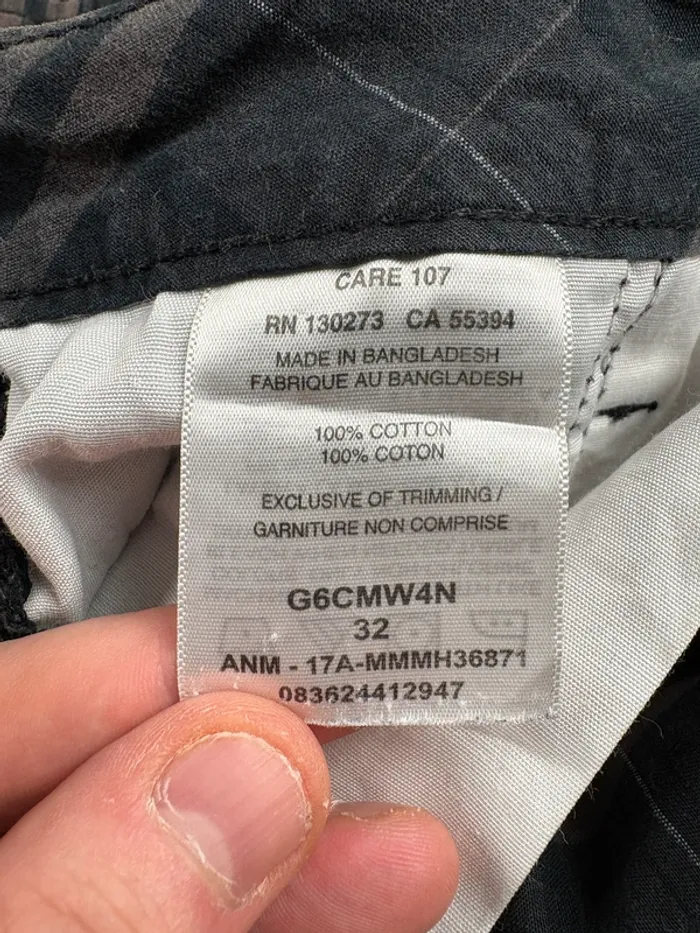 CARE 107
RN 130273 CA 55394
MADE IN BANGLADESH
FABRIQUE AU BANGLADESH
100% COTTON
100% COTON
EXCLUSIVE OF TRIMMING /
GARNITURE NON COMPRISE
G6CMW4N
32
ANM - 17A-MMMH36871
083624412947